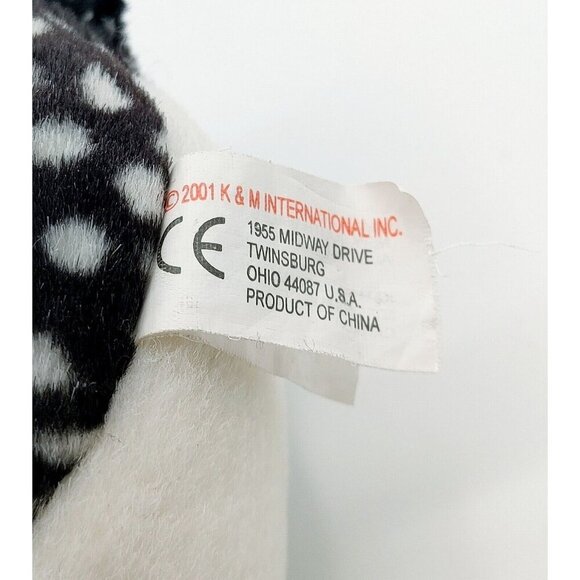 © 2001 K & M INTERNATIONAL INC.
CE
1955 MIDWAY DRIVE
TWINSBURG
OHIO 44087 U.S.A.
PRODUCT OF CHINA